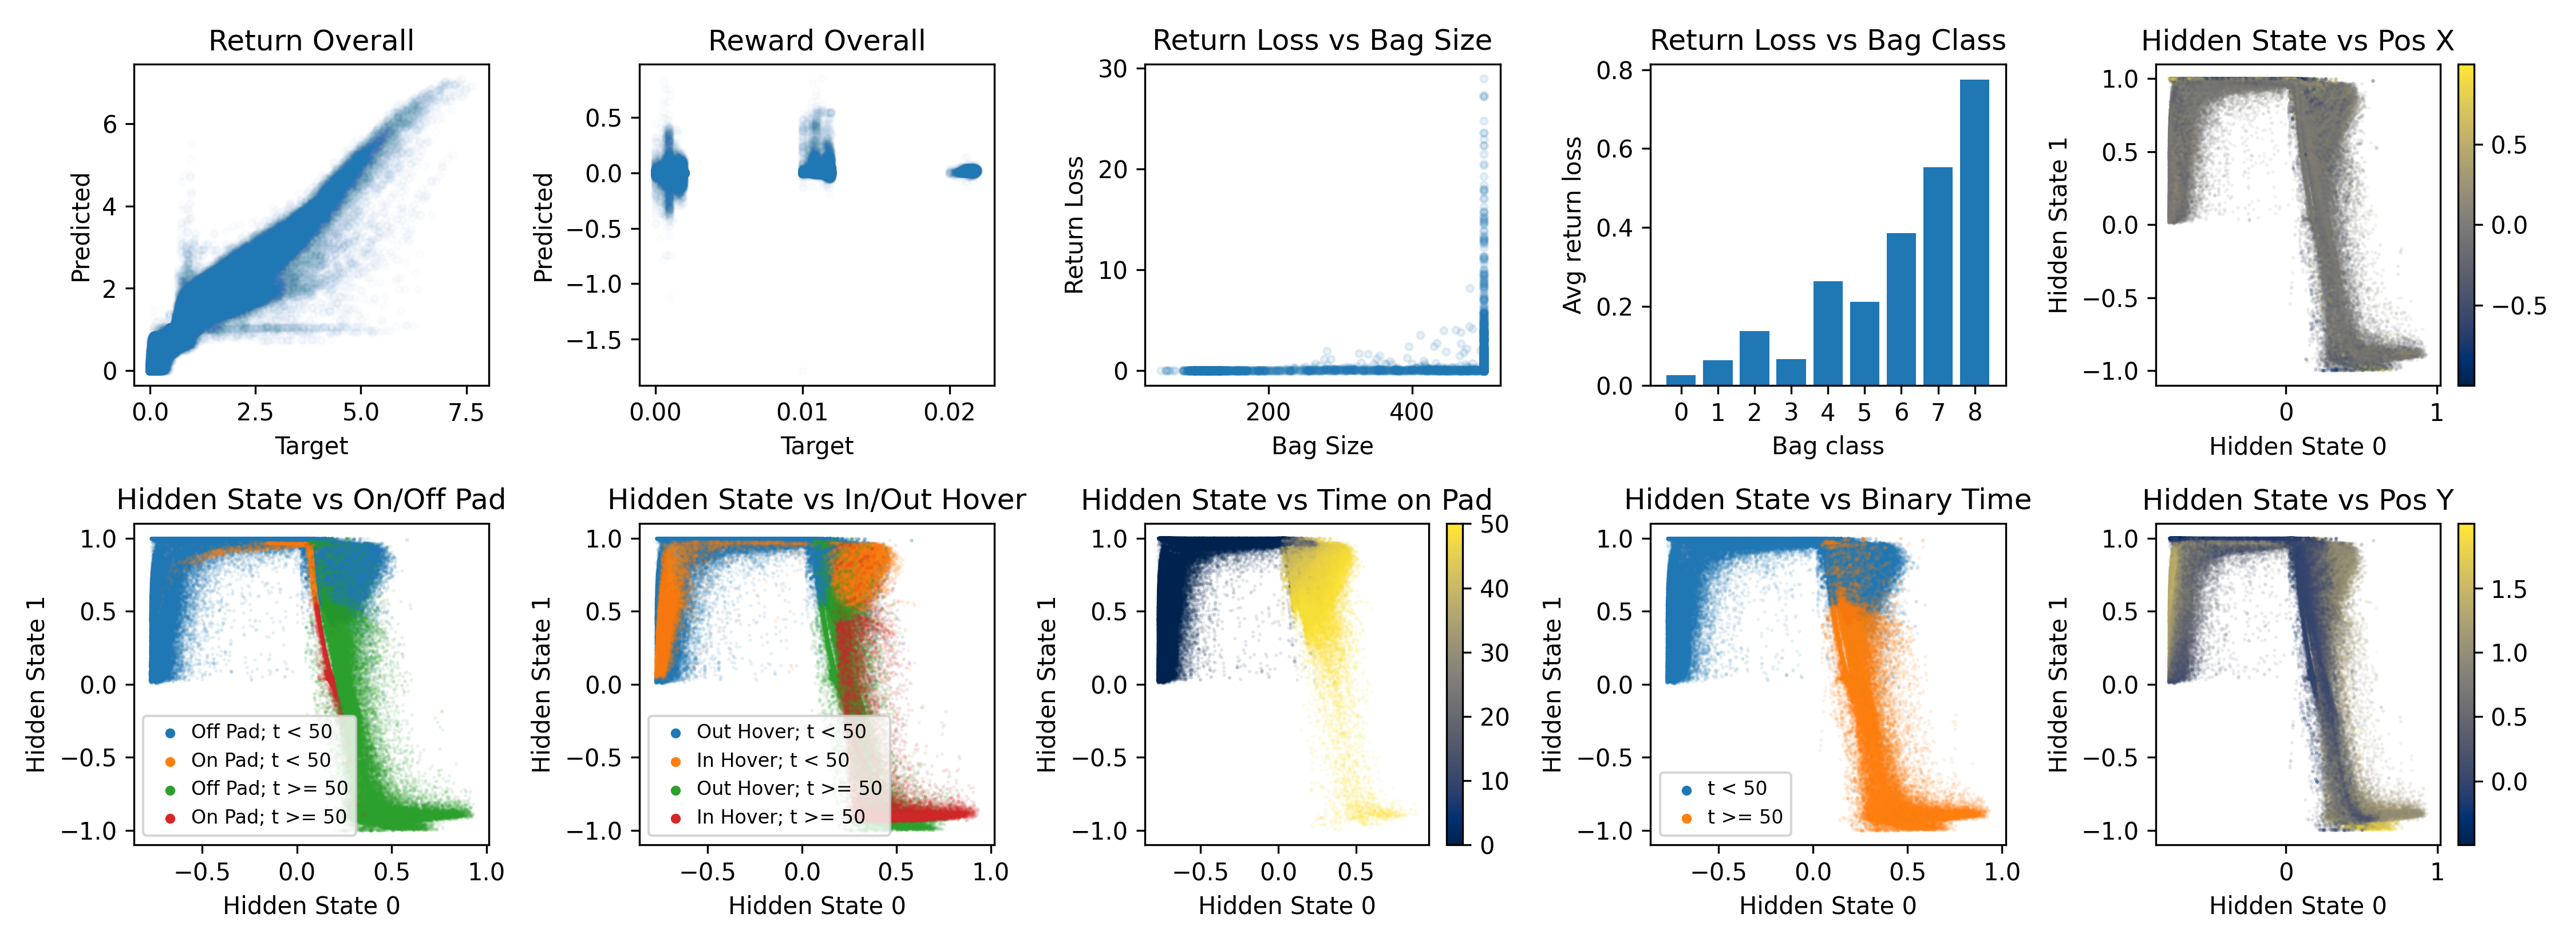 Return Overall
Predicted
6
4
2
0
0.0 2.5 5.0 7.5
Target
Reward Overall
Predicted
0.5
0.0
−0.5
−1.0
−1.5
0.00 0.01 0.02
Target
Return Loss vs Bag Size
Return Loss
30
20
10
0
200 400
Bag Size
Return Loss vs Bag Class
Avg return loss
0.8
0.6
0.4
0.2
0.0
0 1 2 3 4 5 6 7 8
Bag class
Hidden State vs Pos X
Hidden State 1
1.0
0.5
0.0
−0.5
−1.0
0 1
Hidden State 0
0.5
0.0
−0.5
Hidden State vs On/Off Pad
Hidden State 1
1.0
0.5
0.0
−0.5
−1.0
Off Pad; t < 50
On Pad; t < 50
Off Pad; t >= 50
On Pad; t >= 50
−0.5 0.0 0.5 1.0
Hidden State 0
Hidden State vs In/Out Hover
Hidden State 1
1.0
0.5
0.0
−0.5
−1.0
Out Hover; t < 50
In Hover; t < 50
Out Hover; t >= 50
In Hover; t >= 50
−0.5 0.0 0.5 1.0
Hidden State 0
Hidden State vs Time on Pad
Hidden State 1
1.0
0.5
0.0
−0.5
−1.0
−0.5 0.0 0.5
Hidden State 0
50
40
30
20
10
0
Hidden State vs Binary Time
Hidden State 1
1.0
0.5
0.0
−0.5
−1.0
t < 50
t >= 50
−0.5 0.0 0.5 1.0
Hidden State 0
Hidden State vs Pos Y
Hidden State 1
1.0
0.5
0.0
−0.5
−1.0
0 1
Hidden State 0
1.5
1.0
0.5
0.0